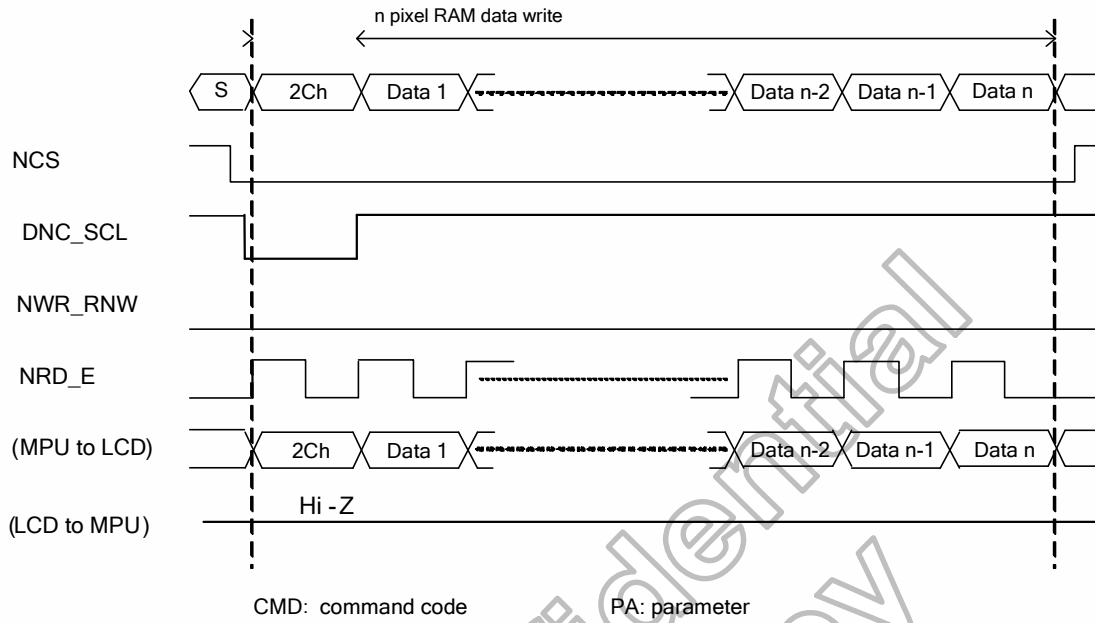 n pixel RAM data write
S 2Ch Data 1 Data n-2 Data n-1 Data n
NCS
DNC_SCL
NWR_RNW
NRD_E
(MPU to LCD) 2Ch Data 1 Data n-2 Data n-1 Data n
Hi -Z
(LCD to MPU)
CMD: command code PA: parameter